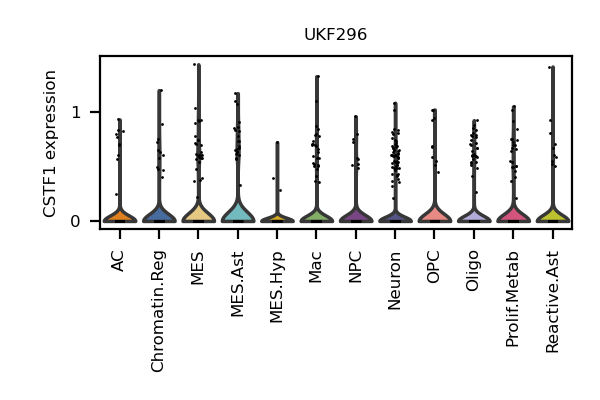 UKF296
CSTF1 expression
1
0
AC
Chromatin.Reg
MES
MES.Ast
MES.Hyp
Mac
NPC
Neuron
OPC
Oligo
Prolif.Metab
Reactive.Ast